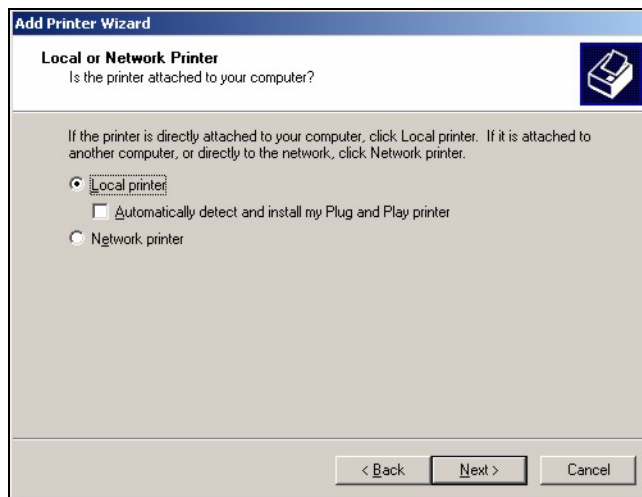 Add Printer Wizard
Local or Network Printer
Is the printer attached to your computer?
If the printer is directly attached to your computer, click Local printer. If it is attached to
another computer, or directly to the network, click Network printer.
Local printer
Automatically detect and install my Plug and Play printer
Network printer
< Back
Next >
Cancel